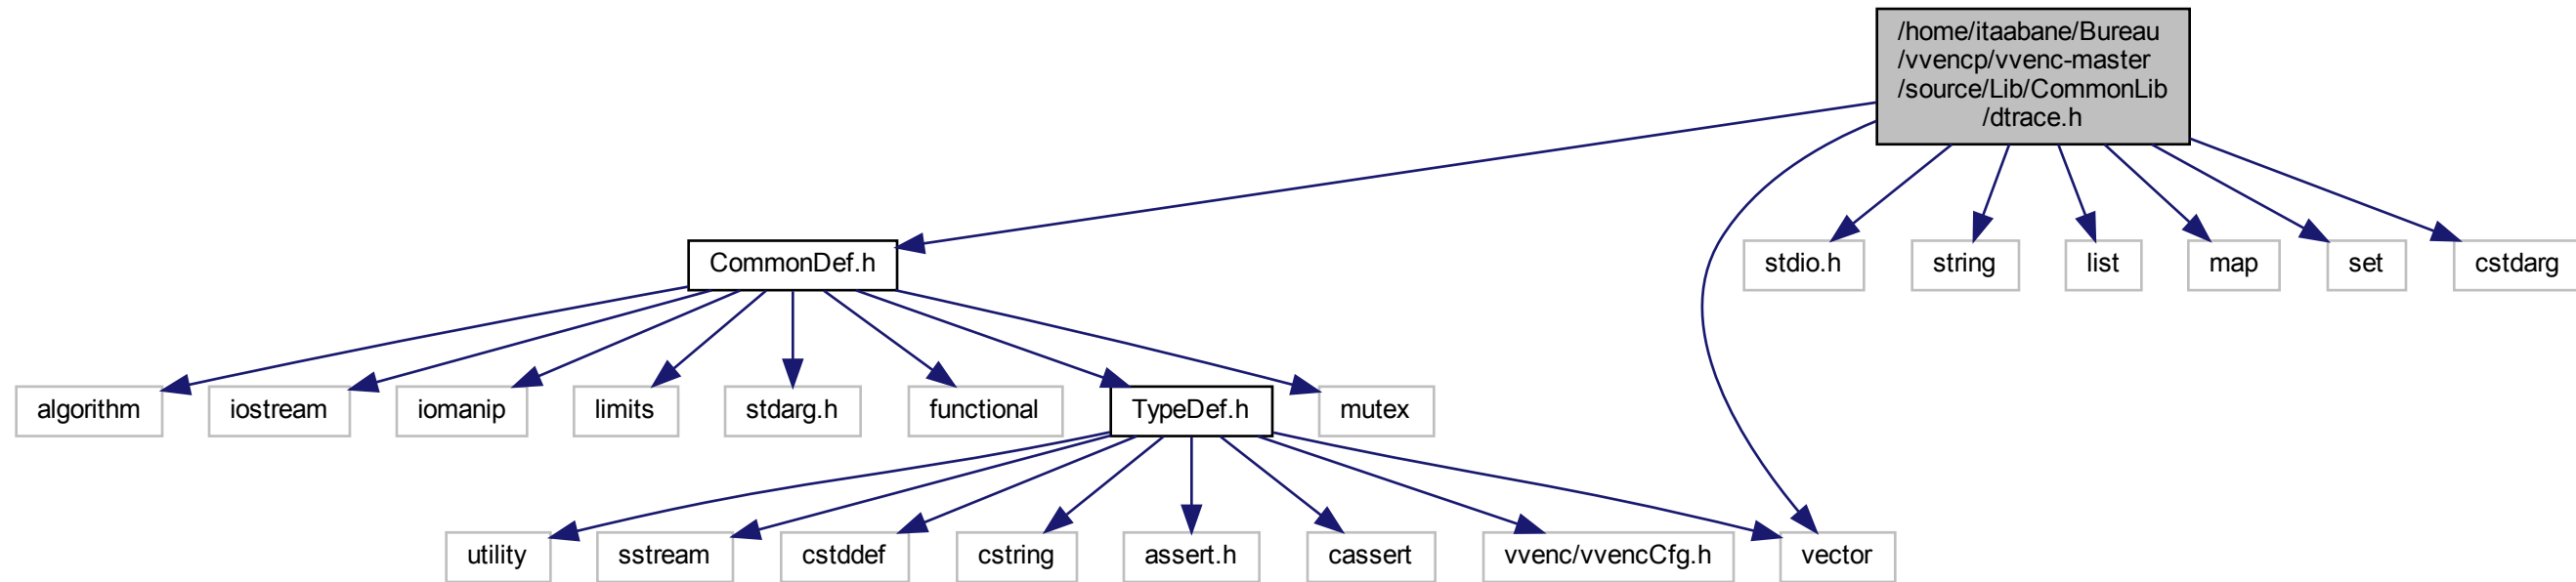 /home/itaabane/Bureau
/vvencp/vvenc-master
/source/Lib/CommonLib
/dtrace.h
CommonDef.h
stdio.h
string
list
map
set
cstdarg
algorithm
iostream
iomanip
limits
stdarg.h
functional
TypeDef.h
mutex
utility
sstream
cstddef
cstring
assert.h
cassert
vvenc/vvencCfg.h
vector